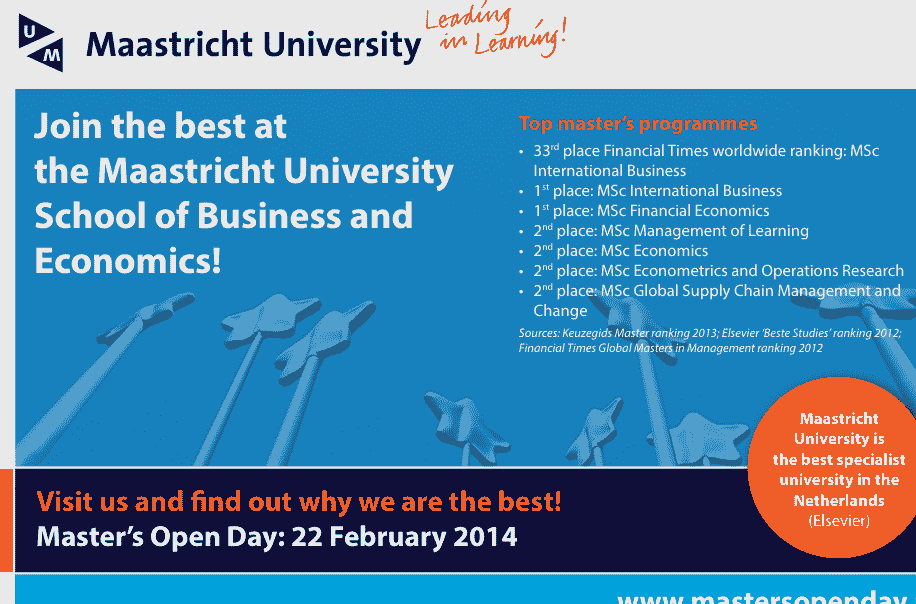 U
M
Maastricht University
Leading
in Learning!
Join the best at
the Maastricht University
School of Business and
Economics!
Top master's programmes
• 33rd place Financial Times worldwide ranking: MSc
International Business
• 1st place: MSc International Business
• 1st place: MSc Financial Economics
• 2nd place: MSc Management of Learning
• 2nd place: MSc Economics
• 2nd place: MSc Econometrics and Operations Research
• 2nd place: MSc Global Supply Chain Management and
Change
Sources: Keuzegids Master ranking 2013; Elsevier 'Beste Studies' ranking 2012;
Financial Times Global Masters in Management ranking 2012
Maastricht
University is
the best specialist
university in the
Netherlands
(Elsevier)
Visit us and find out why we are the best!
Master's Open Day: 22 February 2014
www.mastersopenday.